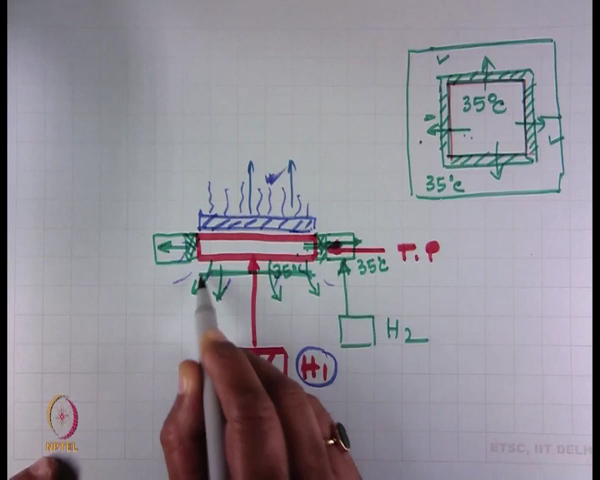 35°C
35°C
T.P
35°C
35°C
H2
H1
NPTEL
ETSC, IIT DELHI